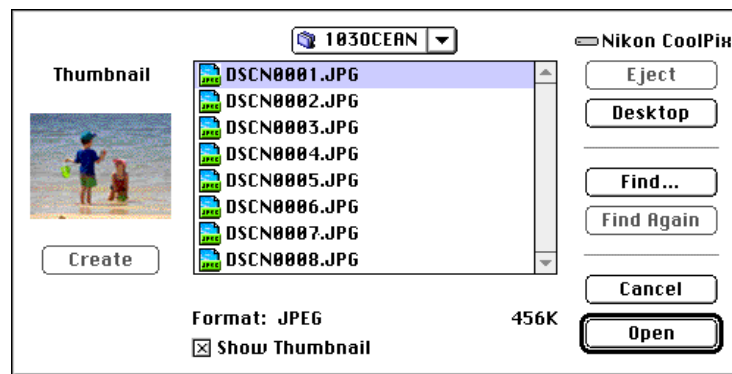 103OCEAN
Nikon CoolPix
Thumbnail
DSCN0001.JPG
DSCN0002.JPG
DSCN0003.JPG
DSCN0004.JPG
DSCN0005.JPG
DSCN0006.JPG
DSCN0007.JPG
DSCN0008.JPG
Create
Eject
Desktop
Find...
Find Again
Cancel
Open
Format: JPEG
456K
Show Thumbnail